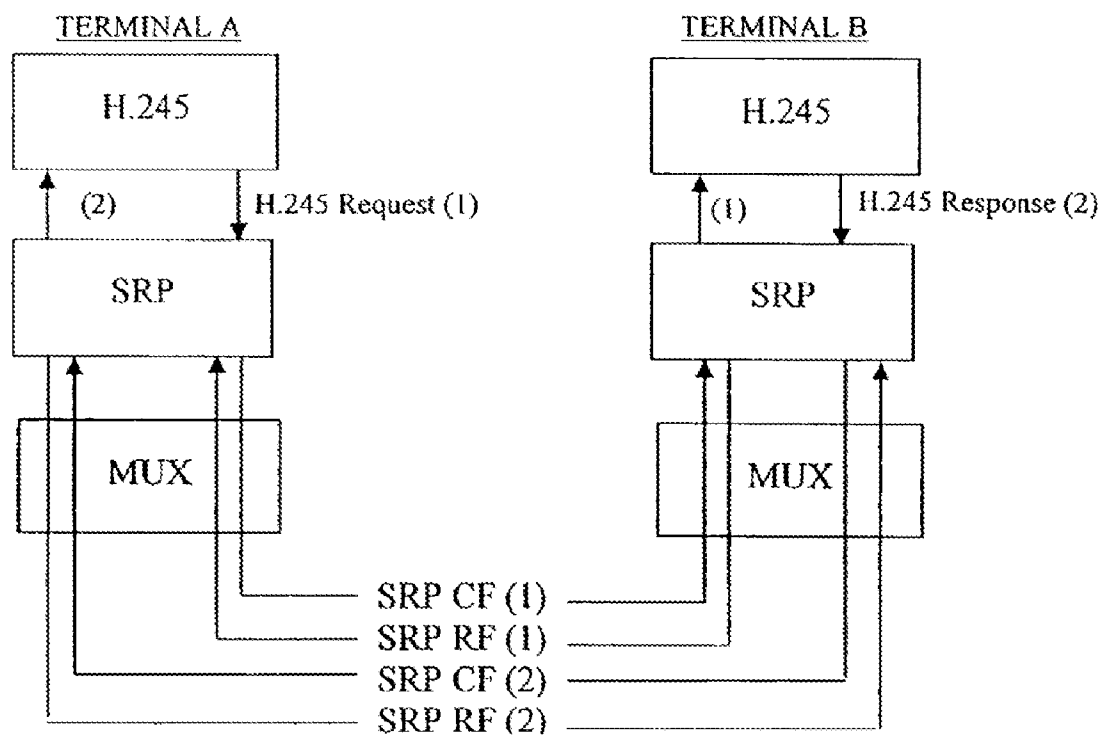 TERMINAL A
TERMINAL B
H.245
H.245
(2)
H.245 Request (1)
(1)
H.245 Response (2)
SRP
SRP
MUX
MUX
SRP CF (1)
SRP RF (1)
SRP CF (2)
SRP RF (2)